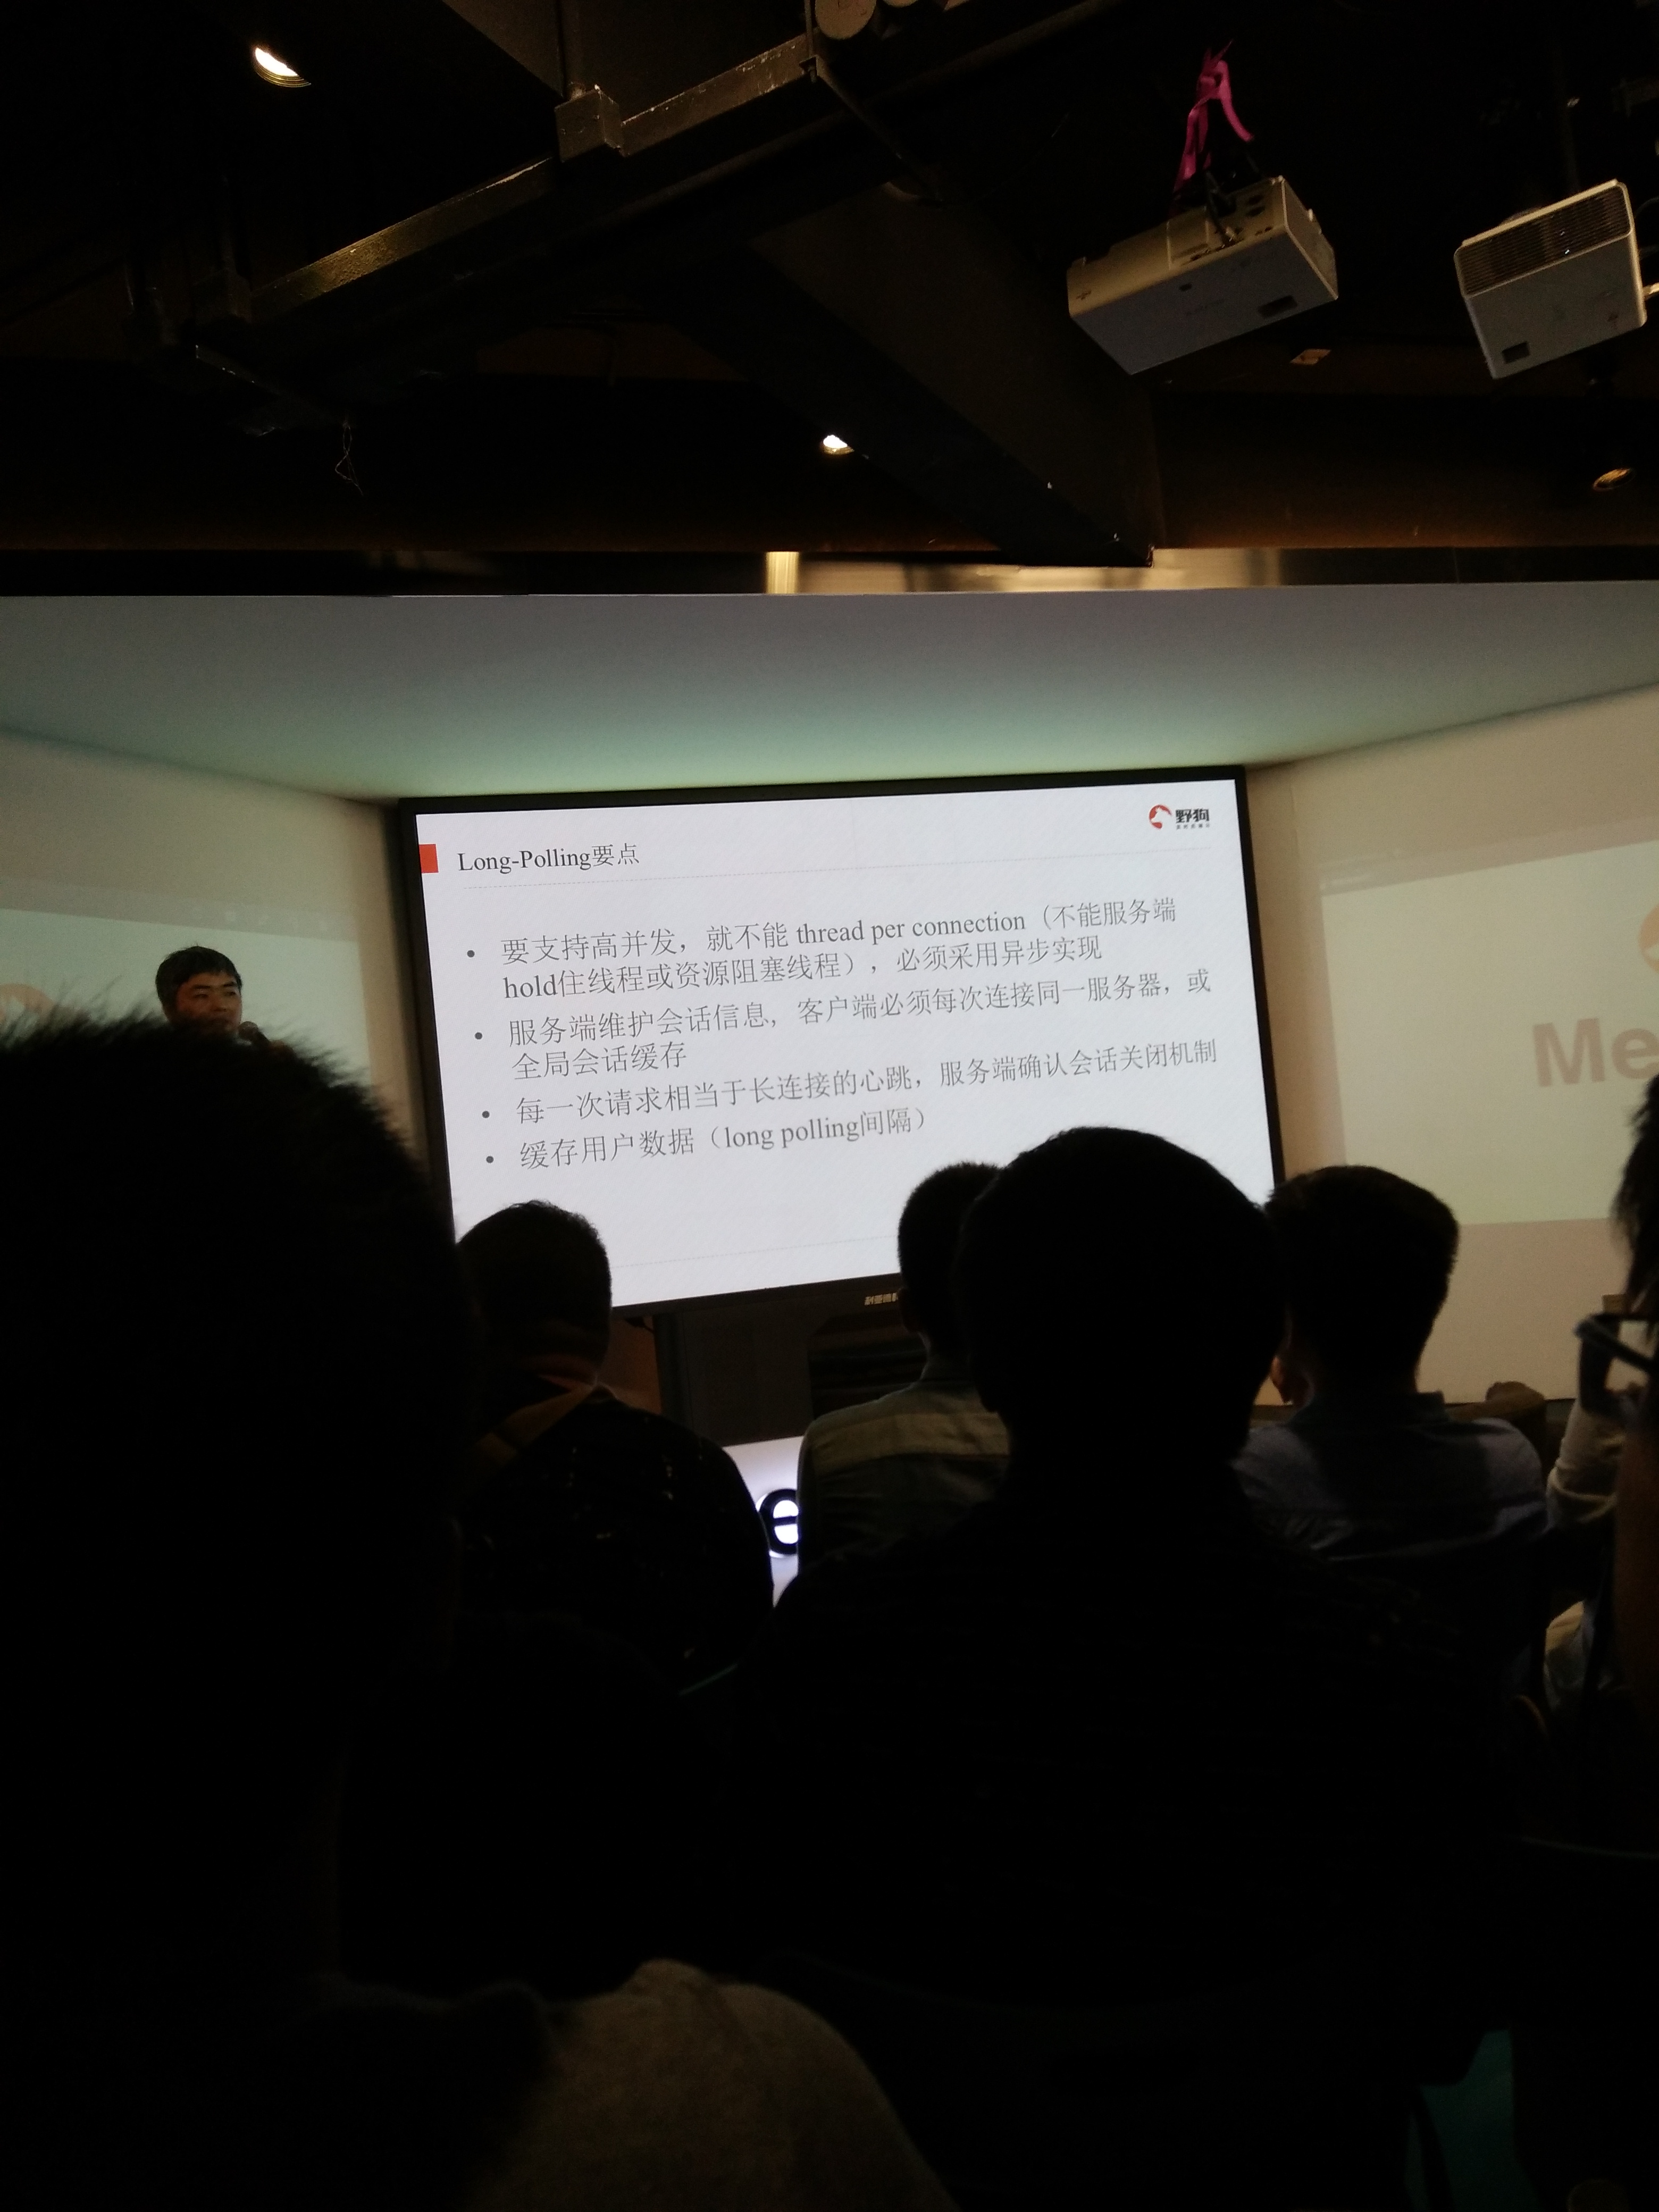 野狗
Long-Polling要点
• 要支持高并发，就不能 thread per connection（不能服务端
hold住线程或资源阻塞线程），必须采用异步实现
• 服务端维护会话信息，客户端必须每次连接同一服务器，或
全局会话缓存
• 每一次请求相当于长连接的心跳，服务端确认会话关闭机制
• 缓存用户数据（long polling间隔）
Me
e